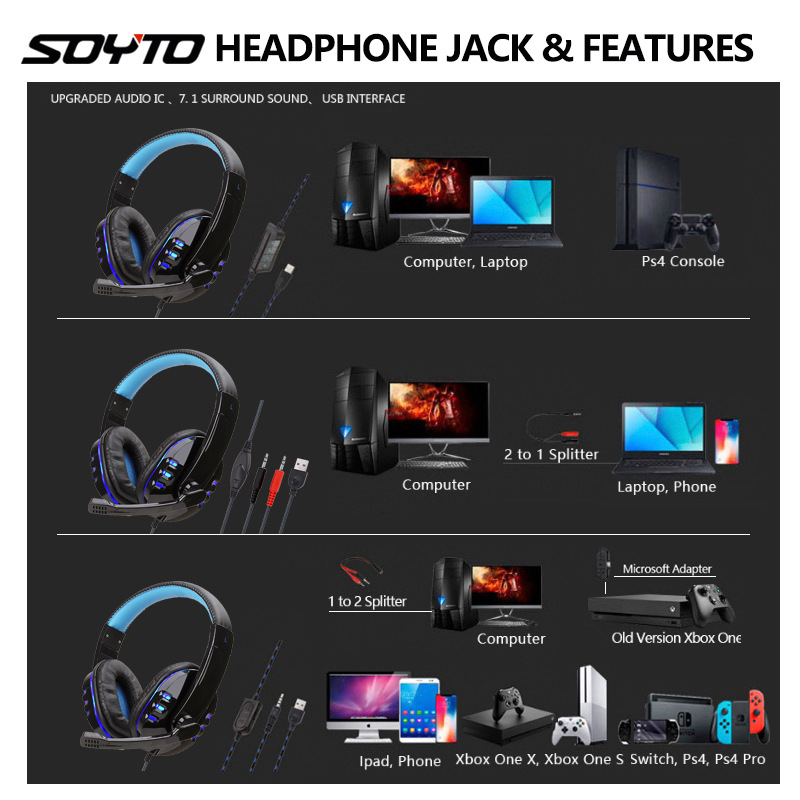 SOYTO HEADPHONE JACK & FEATURES
UPGRADED AUDIO IC 、7. 1 SURROUND SOUND、 USB INTERFACE
Computer, Laptop
Ps4 Console
2 to 1 Splitter
Computer
Laptop, Phone
Microsoft Adapter
1 to 2 Splitter
Computer
Old Version Xbox One
Ipad, Phone
Xbox One X, Xbox One S
Switch, Ps4, Ps4 Pro